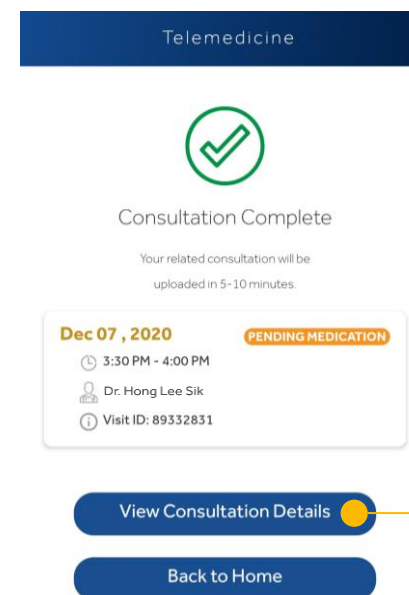 Telemedicine
Consultation Complete
Your related consultation will be
uploaded in 5-10 minutes.
Dec 07 , 2020
PENDING MEDICATION
3:30 PM - 4:00 PM
Dr. Hong Lee Sik
Visit ID: 89332831
View Consultation Details
Back to Home